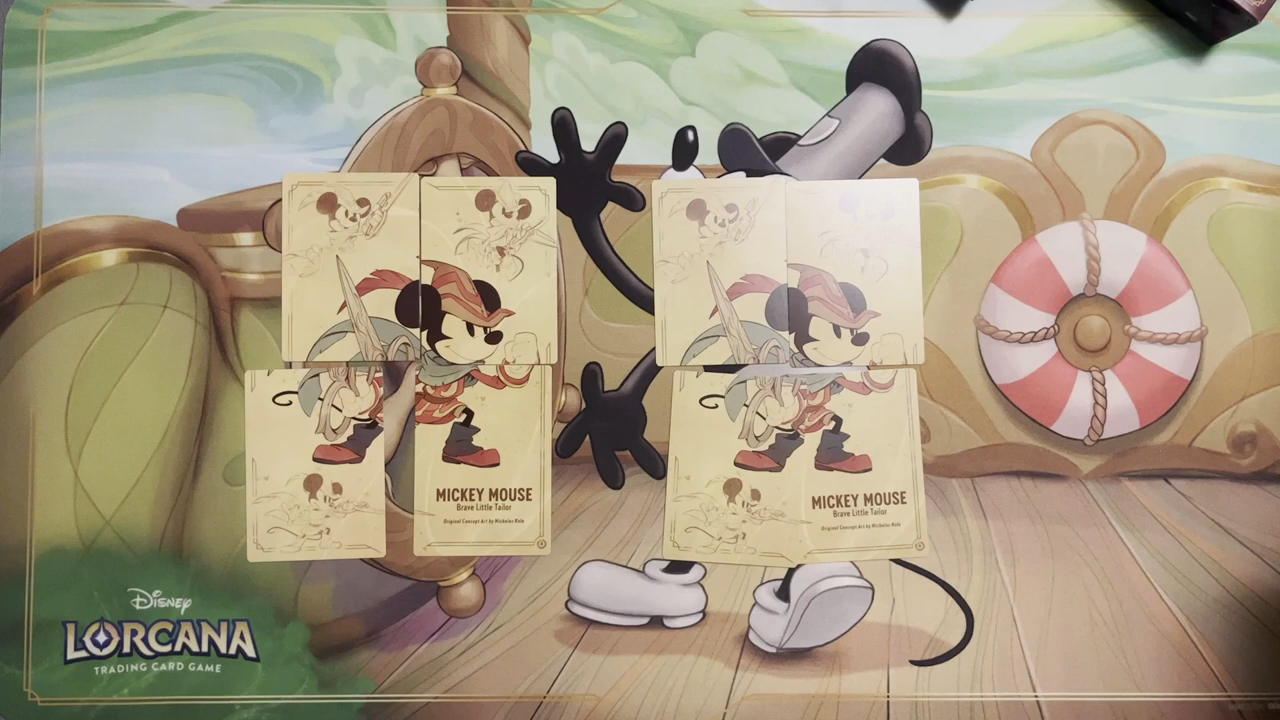 MICKEY MOUSE
Brave Little Tailor
Original Concept Art by Nicholas Kole
MICKEY MOUSE
Brave Little Tailor
Original Concept Art by Nicholas Kole
Disney
LORCANA
TRADING CARD GAME